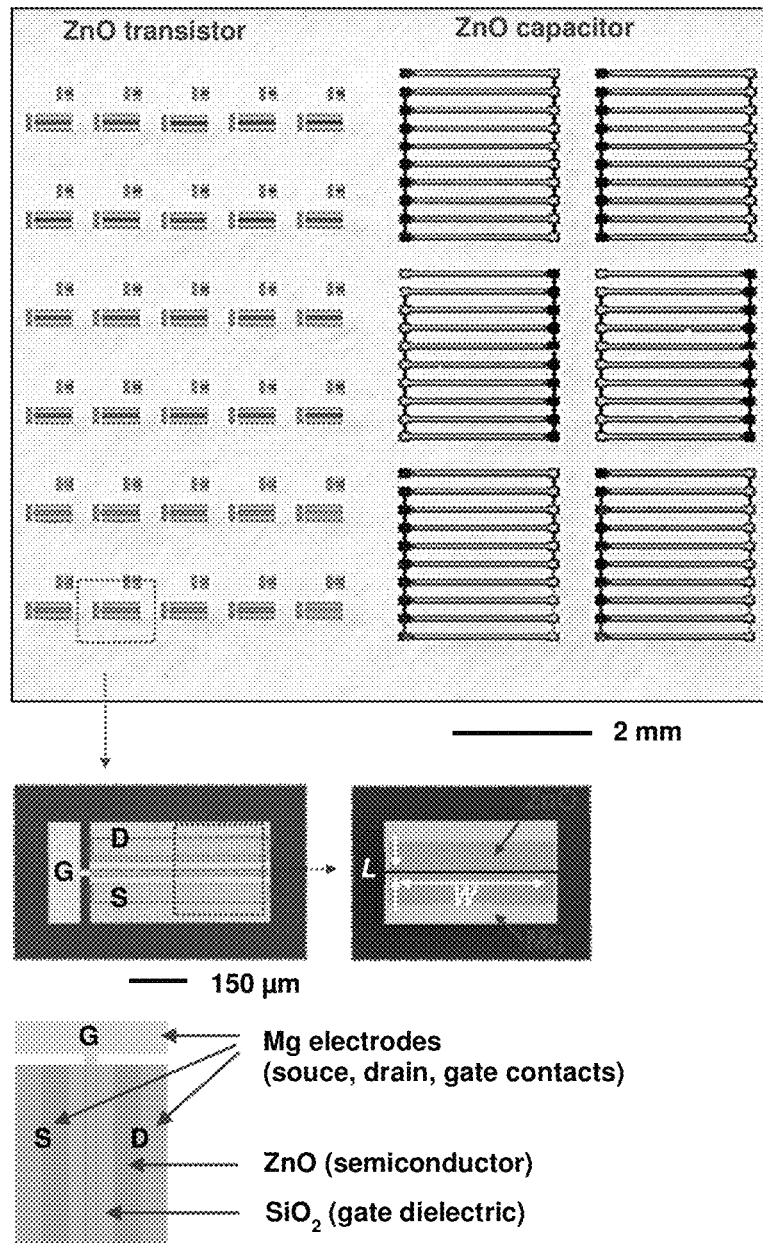 ZnO transistor
ZnO capacitor
2 mm
D
G
S
L
W
150 µm
G
Mg electrodes
(souce, drain, gate contacts)
S
D
ZnO (semiconductor)
SiO2 (gate dielectric)